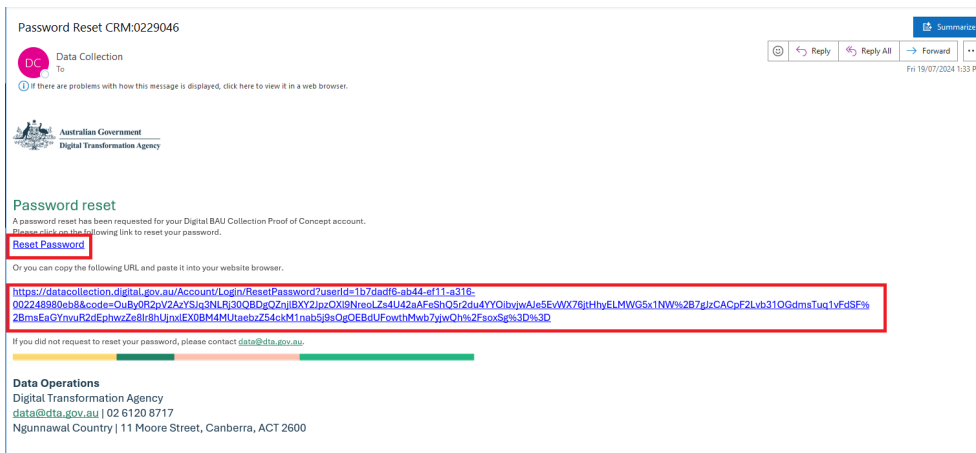 Password Reset CRM:0229046
Summarize
DC
Data Collection
To
Reply
Reply All
Forward
Fri 19/07/2024 1:33 P
If there are problems with how this message is displayed, click here to view it in a web browser.
Australian Government
Digital Transformation Agency
Password reset
A password reset has been requested for your Digital BAU Collection Proof of Concept account.
Please click on the following link to reset your password.
Reset Password
Or you can copy the following URL and paste it into your website browser.
https://datacollection.digital.gov.au/Account/Login/ResetPassword?userId=1b7dadf6-ab44-ef11-a316-
002248980eb8&code=OuBy0R2pV2AzYSJq3NLRj30QBDgQZnjlBXY2JpzOXl9NreoLZs4U42aAFeShQ5r2du4YYOibvjwAJe5EvWX76jtHhyELMWG5x1NW%2B7gJzCACpF2Lvb31OGdmsTuq1vFdSF%
2BmsEaGYnvuR2dEphwzZe8Ir8hUjnxlEX0BM4MUtaebzZ54ckM1nab5j9sOgOEBdUFowthMwb7yjwQh%2FsoxSg%3D%3D
If you did not request to reset your password, please contact data@dta.gov.au.
Data Operations
Digital Transformation Agency
data@dta.gov.au | 02 6120 8717
Ngunnawal Country | 11 Moore Street, Canberra, ACT 2600